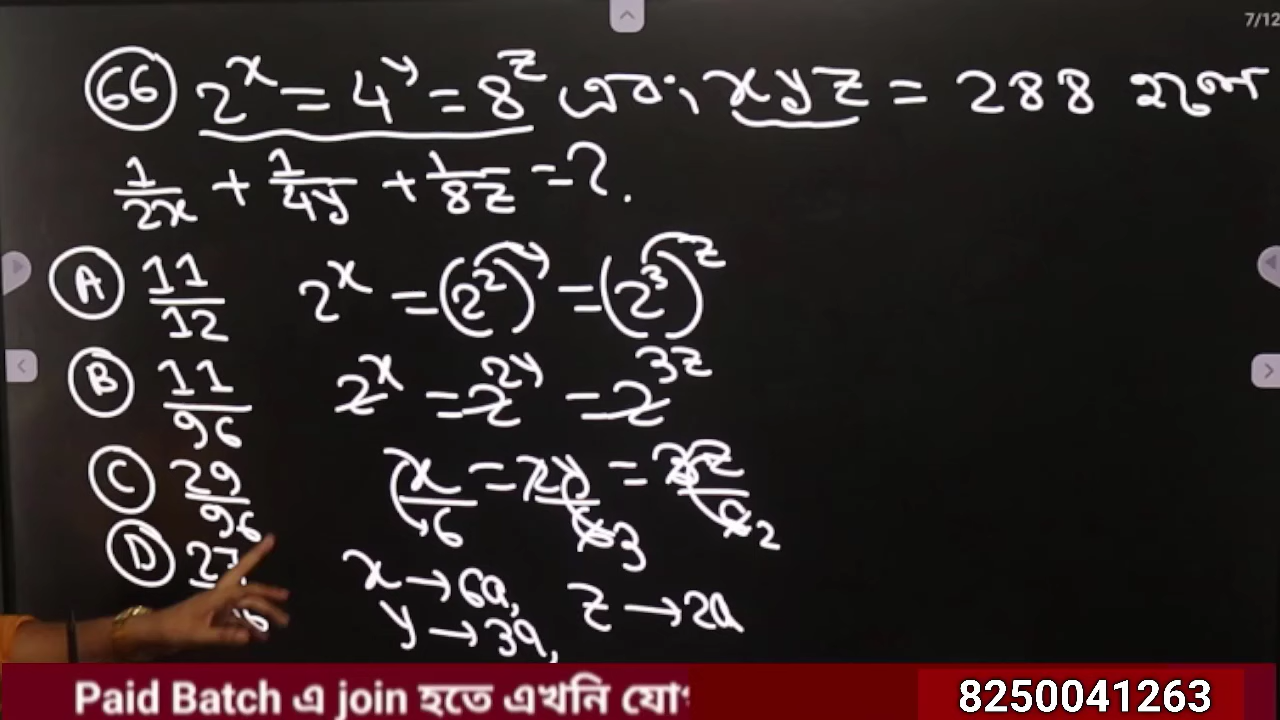 7/12
66 2^x = 4^y = 8^z এবং xyz = 288 হলে
1/2x + 1/4y + 1/8z = ?
A 11/12
2^x = (2^2)^y = (2^3)^z
B 11/96
2^x = 2^2y = 2^3z
C 29/96
x/6 = 2y/6 3 = 3z/6 2
D
x → 6a, z → 2a
y → 3a,
Paid Batch এ join হতে এখনি
8250041263